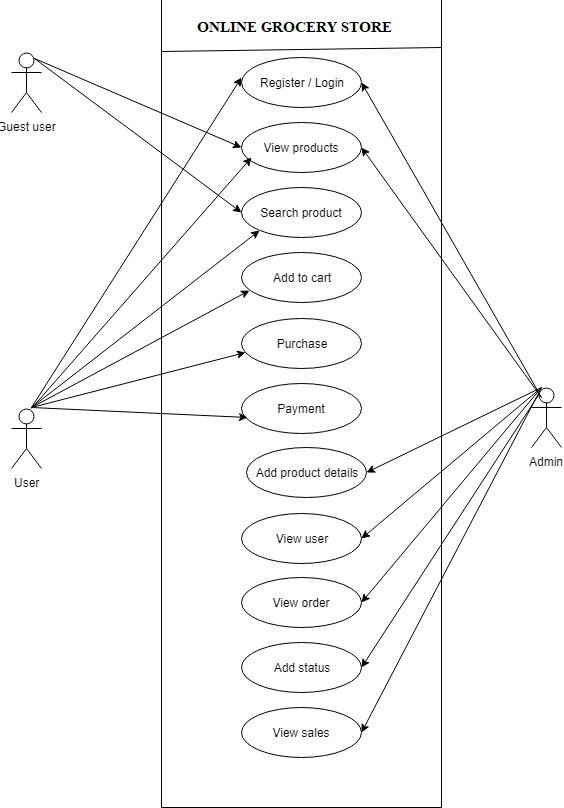 ONLINE GROCERY STORE
Register / Login
Guest user
View products
Search product
Add to cart
Purchase
Payment
User
Admin
Add product details
View user
View order
Add status
View sales